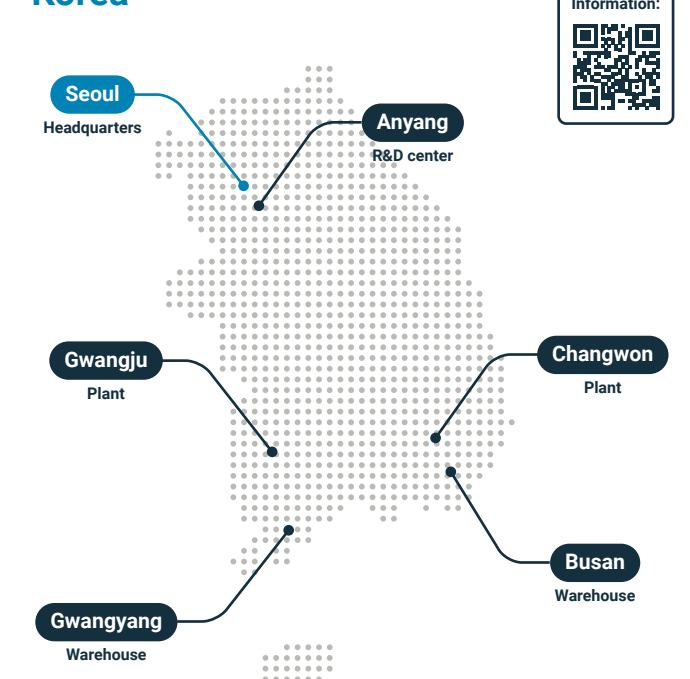 Korea
Information:
Seoul
Headquarters
Anyang
R&D center
Gwangju
Plant
Changwon
Plant
Busan
Warehouse
Gwangyang
Warehouse